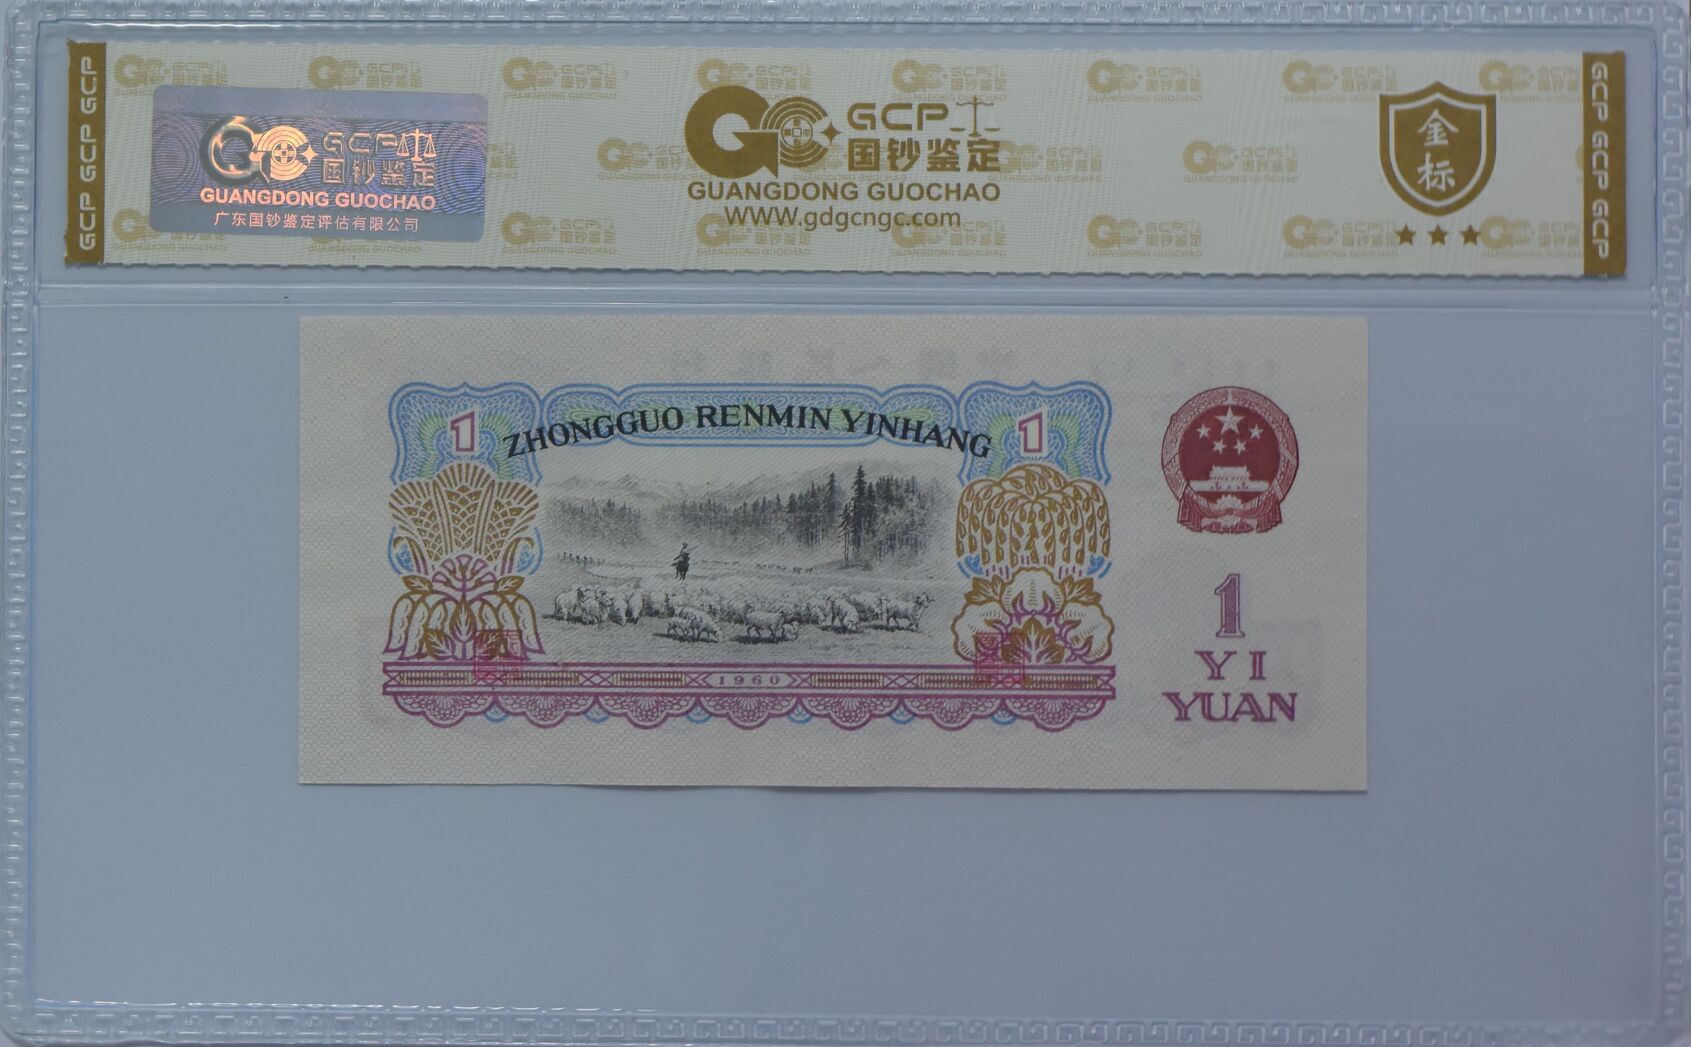 GCP GCP GCP
GCP
国钞鉴定
GUANGDONG GUOCHAO
广东国钞鉴定评估有限公司
GCP
国钞鉴定
GUANGDONG GUOCHAO
WWW.gdgcngc.com
金
标
GCP GCP GCP
ZHONGGUO RENMIN YINHANG
1
1
1960
1
YI
YUAN